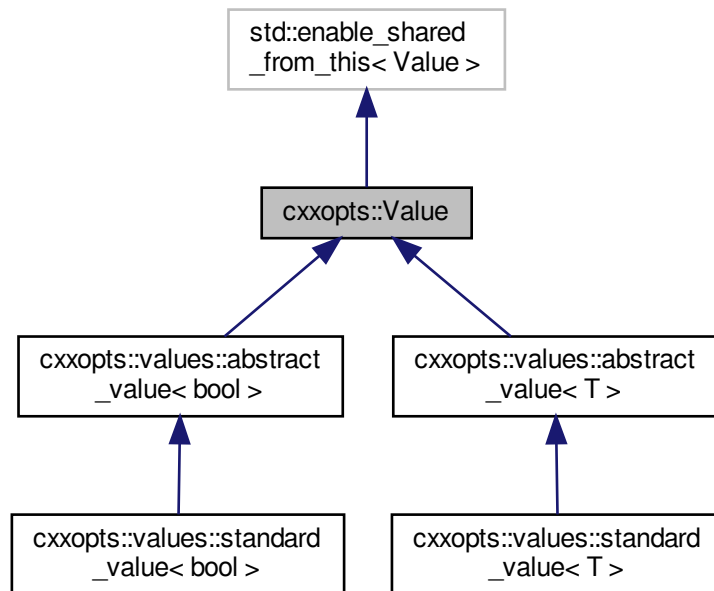 std::enable_shared
_from_this< Value >
cxxopts::Value
cxxopts::values::abstract
_value< bool >
cxxopts::values::abstract
_value< T >
cxxopts::values::standard
_value< bool >
cxxopts::values::standard
_value< T >